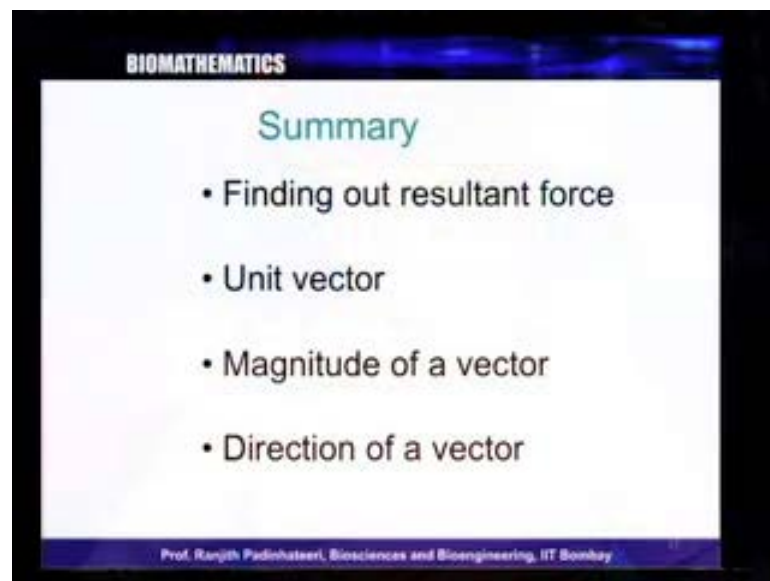 BIOMATHEMATICS
Summary
• Finding out resultant force
• Unit vector
• Magnitude of a vector
• Direction of a vector
Prof. Ranjith Padinhateeri, Biosciences and Bioengineering, IIT Bombay